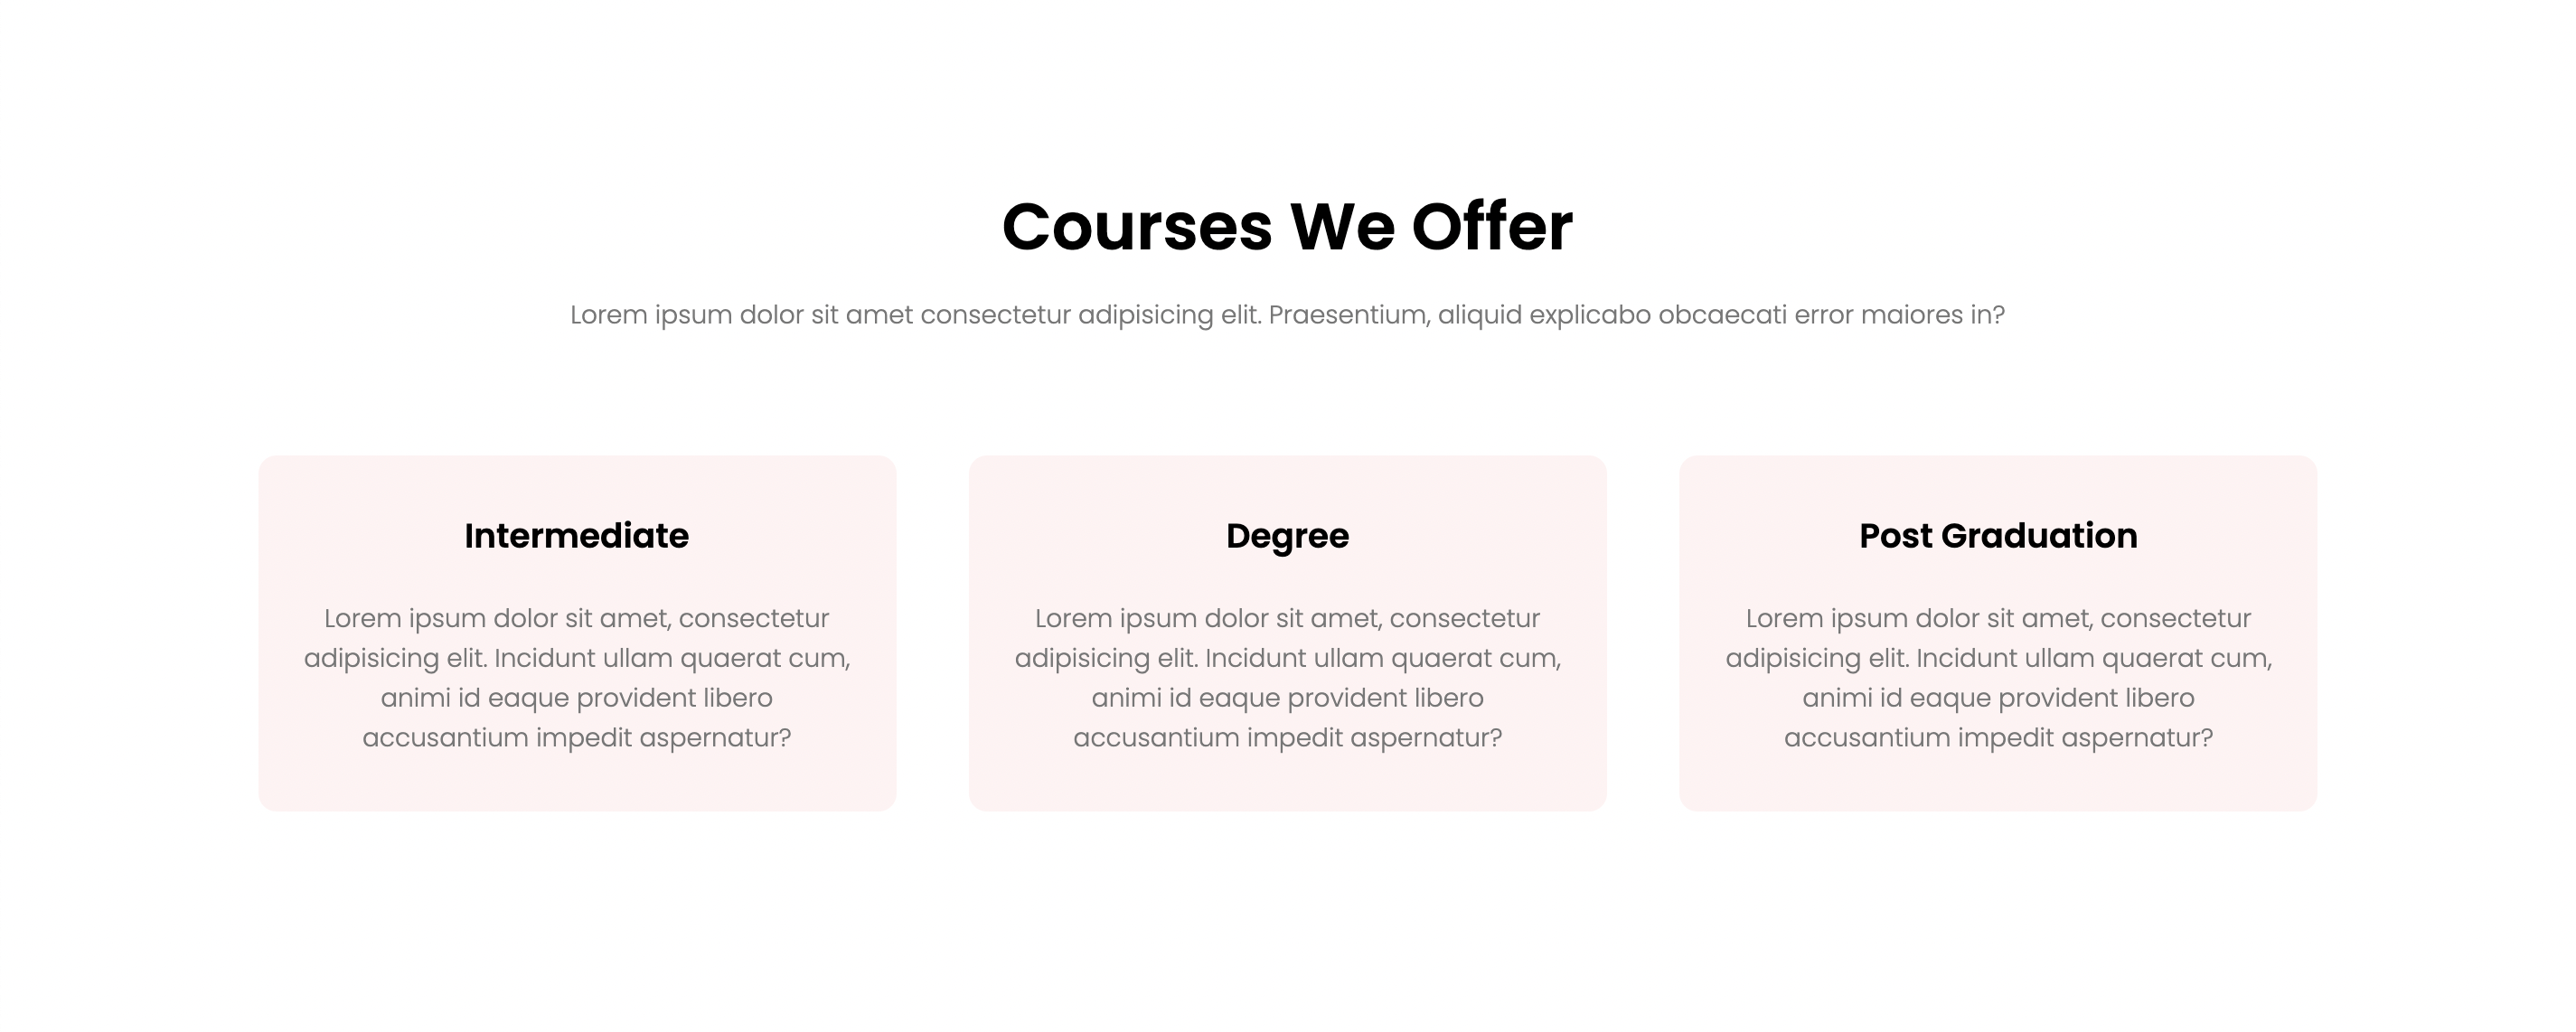 Courses We Offer
Lorem ipsum dolor sit amet consectetur adipisicing elit. Praesentium, aliquid explicabo obcaecati error maiores in?
Intermediate
Lorem ipsum dolor sit amet, consectetur
adipisicing elit. Incidunt ullam quaerat cum,
animi id eaque provident libero
accusantium impedit aspernatur?
Degree
Lorem ipsum dolor sit amet, consectetur
adipisicing elit. Incidunt ullam quaerat cum,
animi id eaque provident libero
accusantium impedit aspernatur?
Post Graduation
Lorem ipsum dolor sit amet, consectetur
adipisicing elit. Incidunt ullam quaerat cum,
animi id eaque provident libero
accusantium impedit aspernatur?